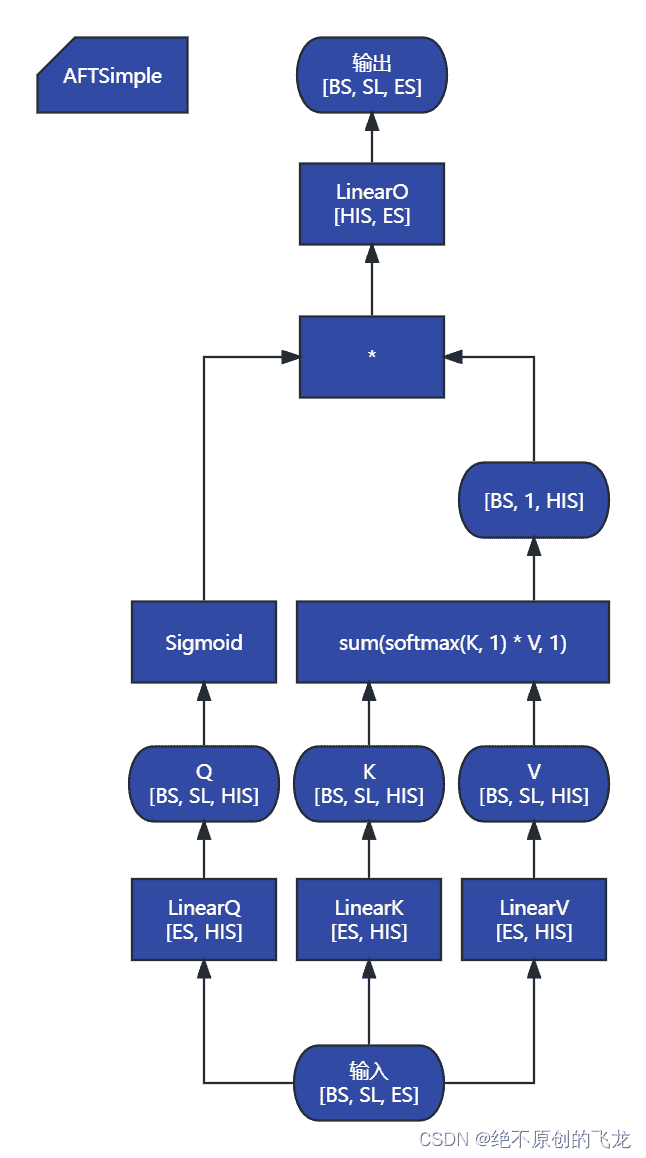 AFTSimple
输出
[BS, SL, ES]
LinearO
[HIS, ES]
*
[BS, 1, HIS]
Sigmoid
sum(softmax(K, 1) * V, 1)
Q
[BS, SL, HIS]
K
[BS, SL, HIS]
V
[BS, SL, HIS]
LinearQ
[ES, HIS]
LinearK
[ES, HIS]
LinearV
[ES, HIS]
输入
[BS, SL, ES]
CSDN @绝不原创的飞龙